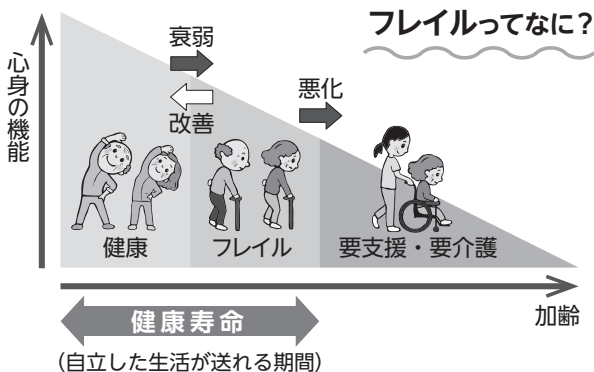 フレイルってなに？
心身の機能
衰弱
改善
悪化
健康
フレイル
要支援・要介護
加齢
健康寿命
（自立した生活が送れる期間）